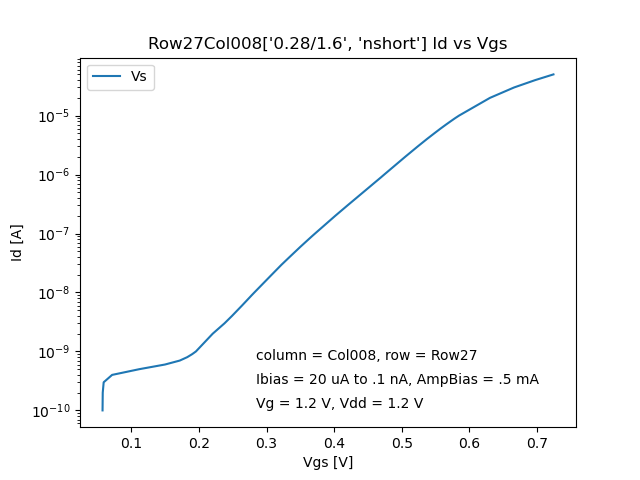 Row27Col008['0.28/1.6', 'nshort'] Id vs Vgs
Vs
10⁻⁵
10⁻⁶
10⁻⁷
10⁻⁸
10⁻⁹
10⁻¹⁰
Id [A]
column = Col008, row = Row27
Ibias = 20 uA to .1 nA, AmpBias = .5 mA
Vg = 1.2 V, Vdd = 1.2 V
0.1 0.2 0.3 0.4 0.5 0.6 0.7
Vgs [V]